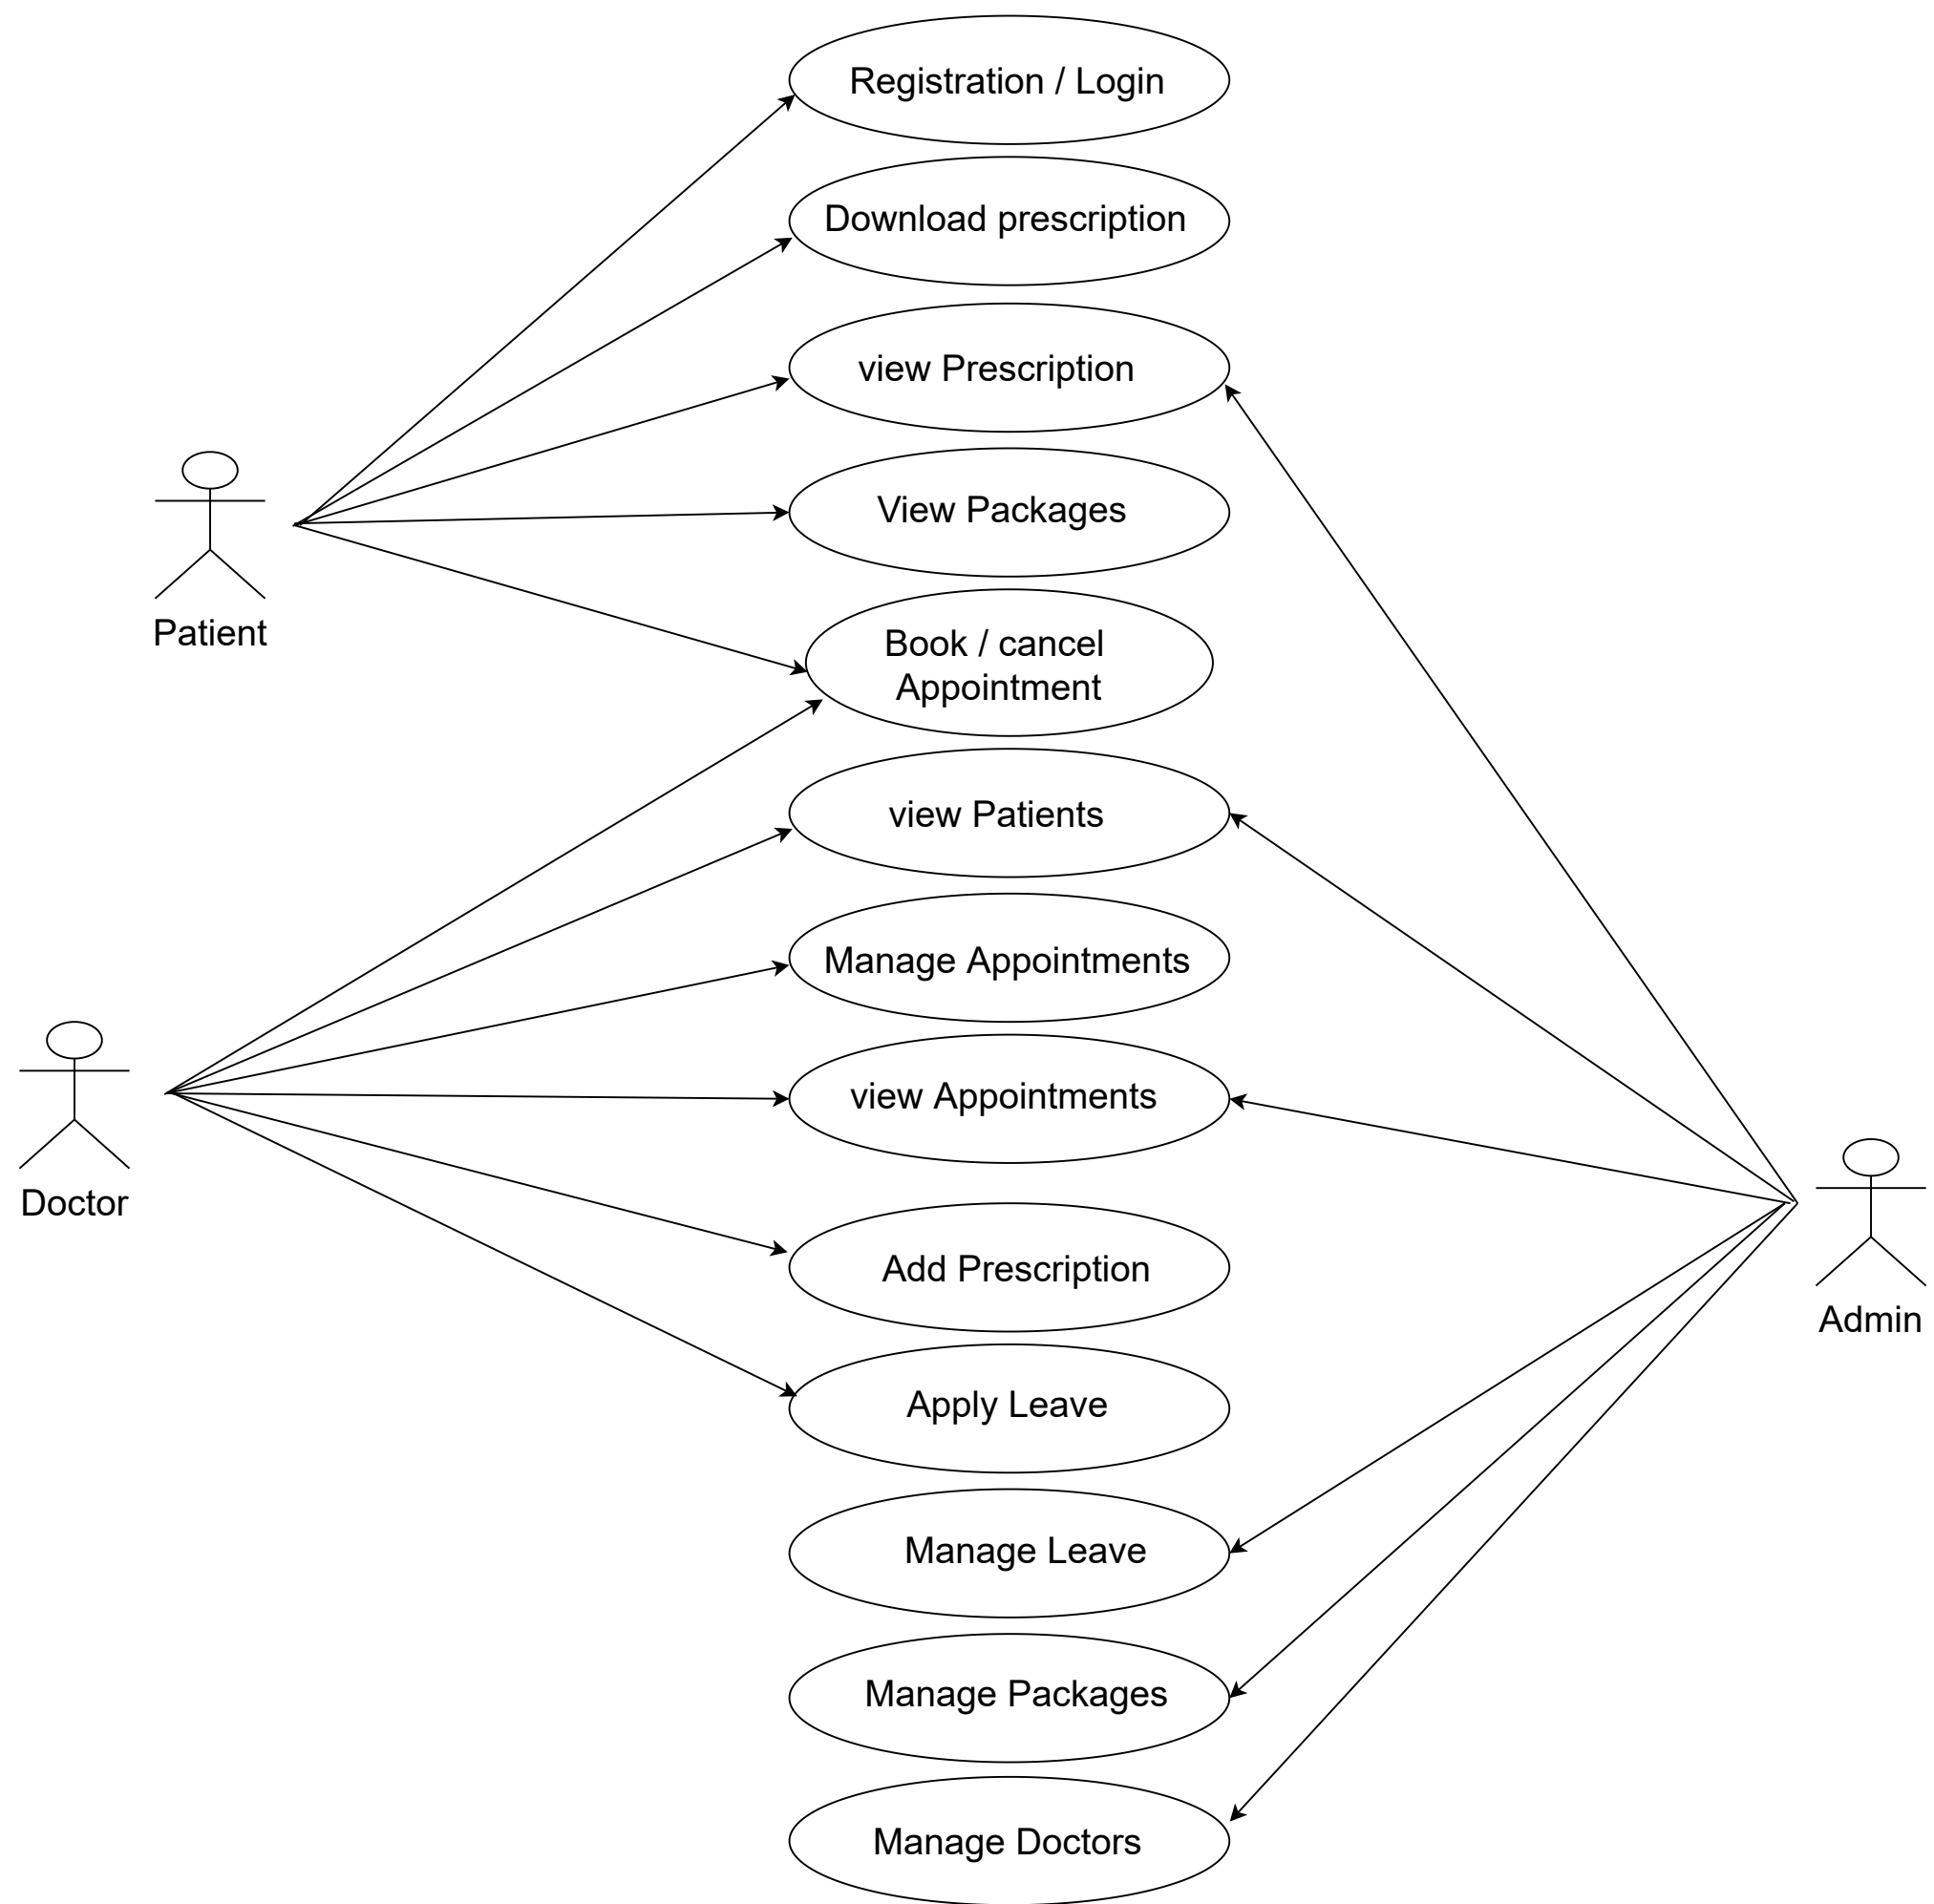 Registration / Login
Download prescription
view Prescription
View Packages
Patient
Book / cancel
Appointment
view Patients
Manage Appointments
view Appointments
Doctor
Add Prescription
Admin
Apply Leave
Manage Leave
Manage Packages
Manage Doctors